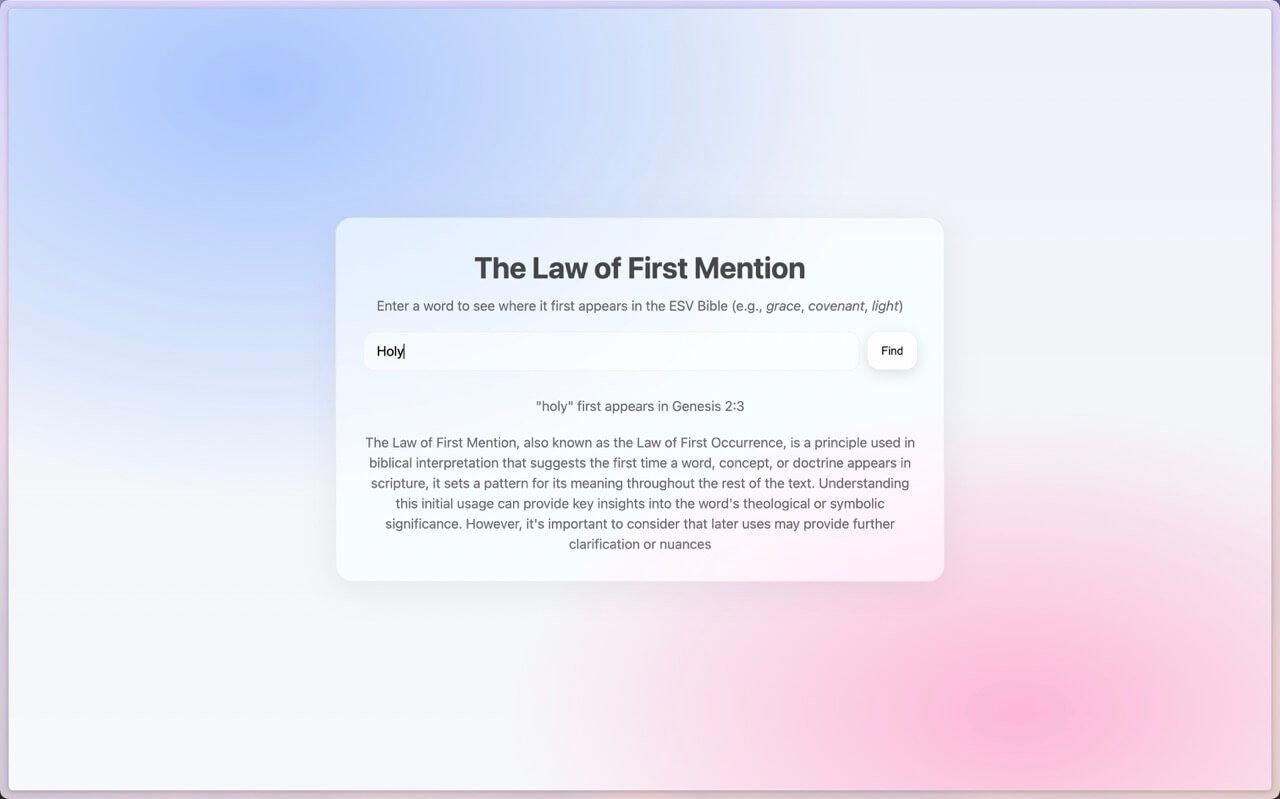 The Law of First Mention
Enter a word to see where it first appears in the ESV Bible (e.g., grace, covenant, light)
Holy
Find
"holy" first appears in Genesis 2:3
The Law of First Mention, also known as the Law of First Occurrence, is a principle used in
biblical interpretation that suggests the first time a word, concept, or doctrine appears in
scripture, it sets a pattern for its meaning throughout the rest of the text. Understanding
this initial usage can provide key insights into the word's theological or symbolic
significance. However, it's important to consider that later uses may provide further
clarification or nuances